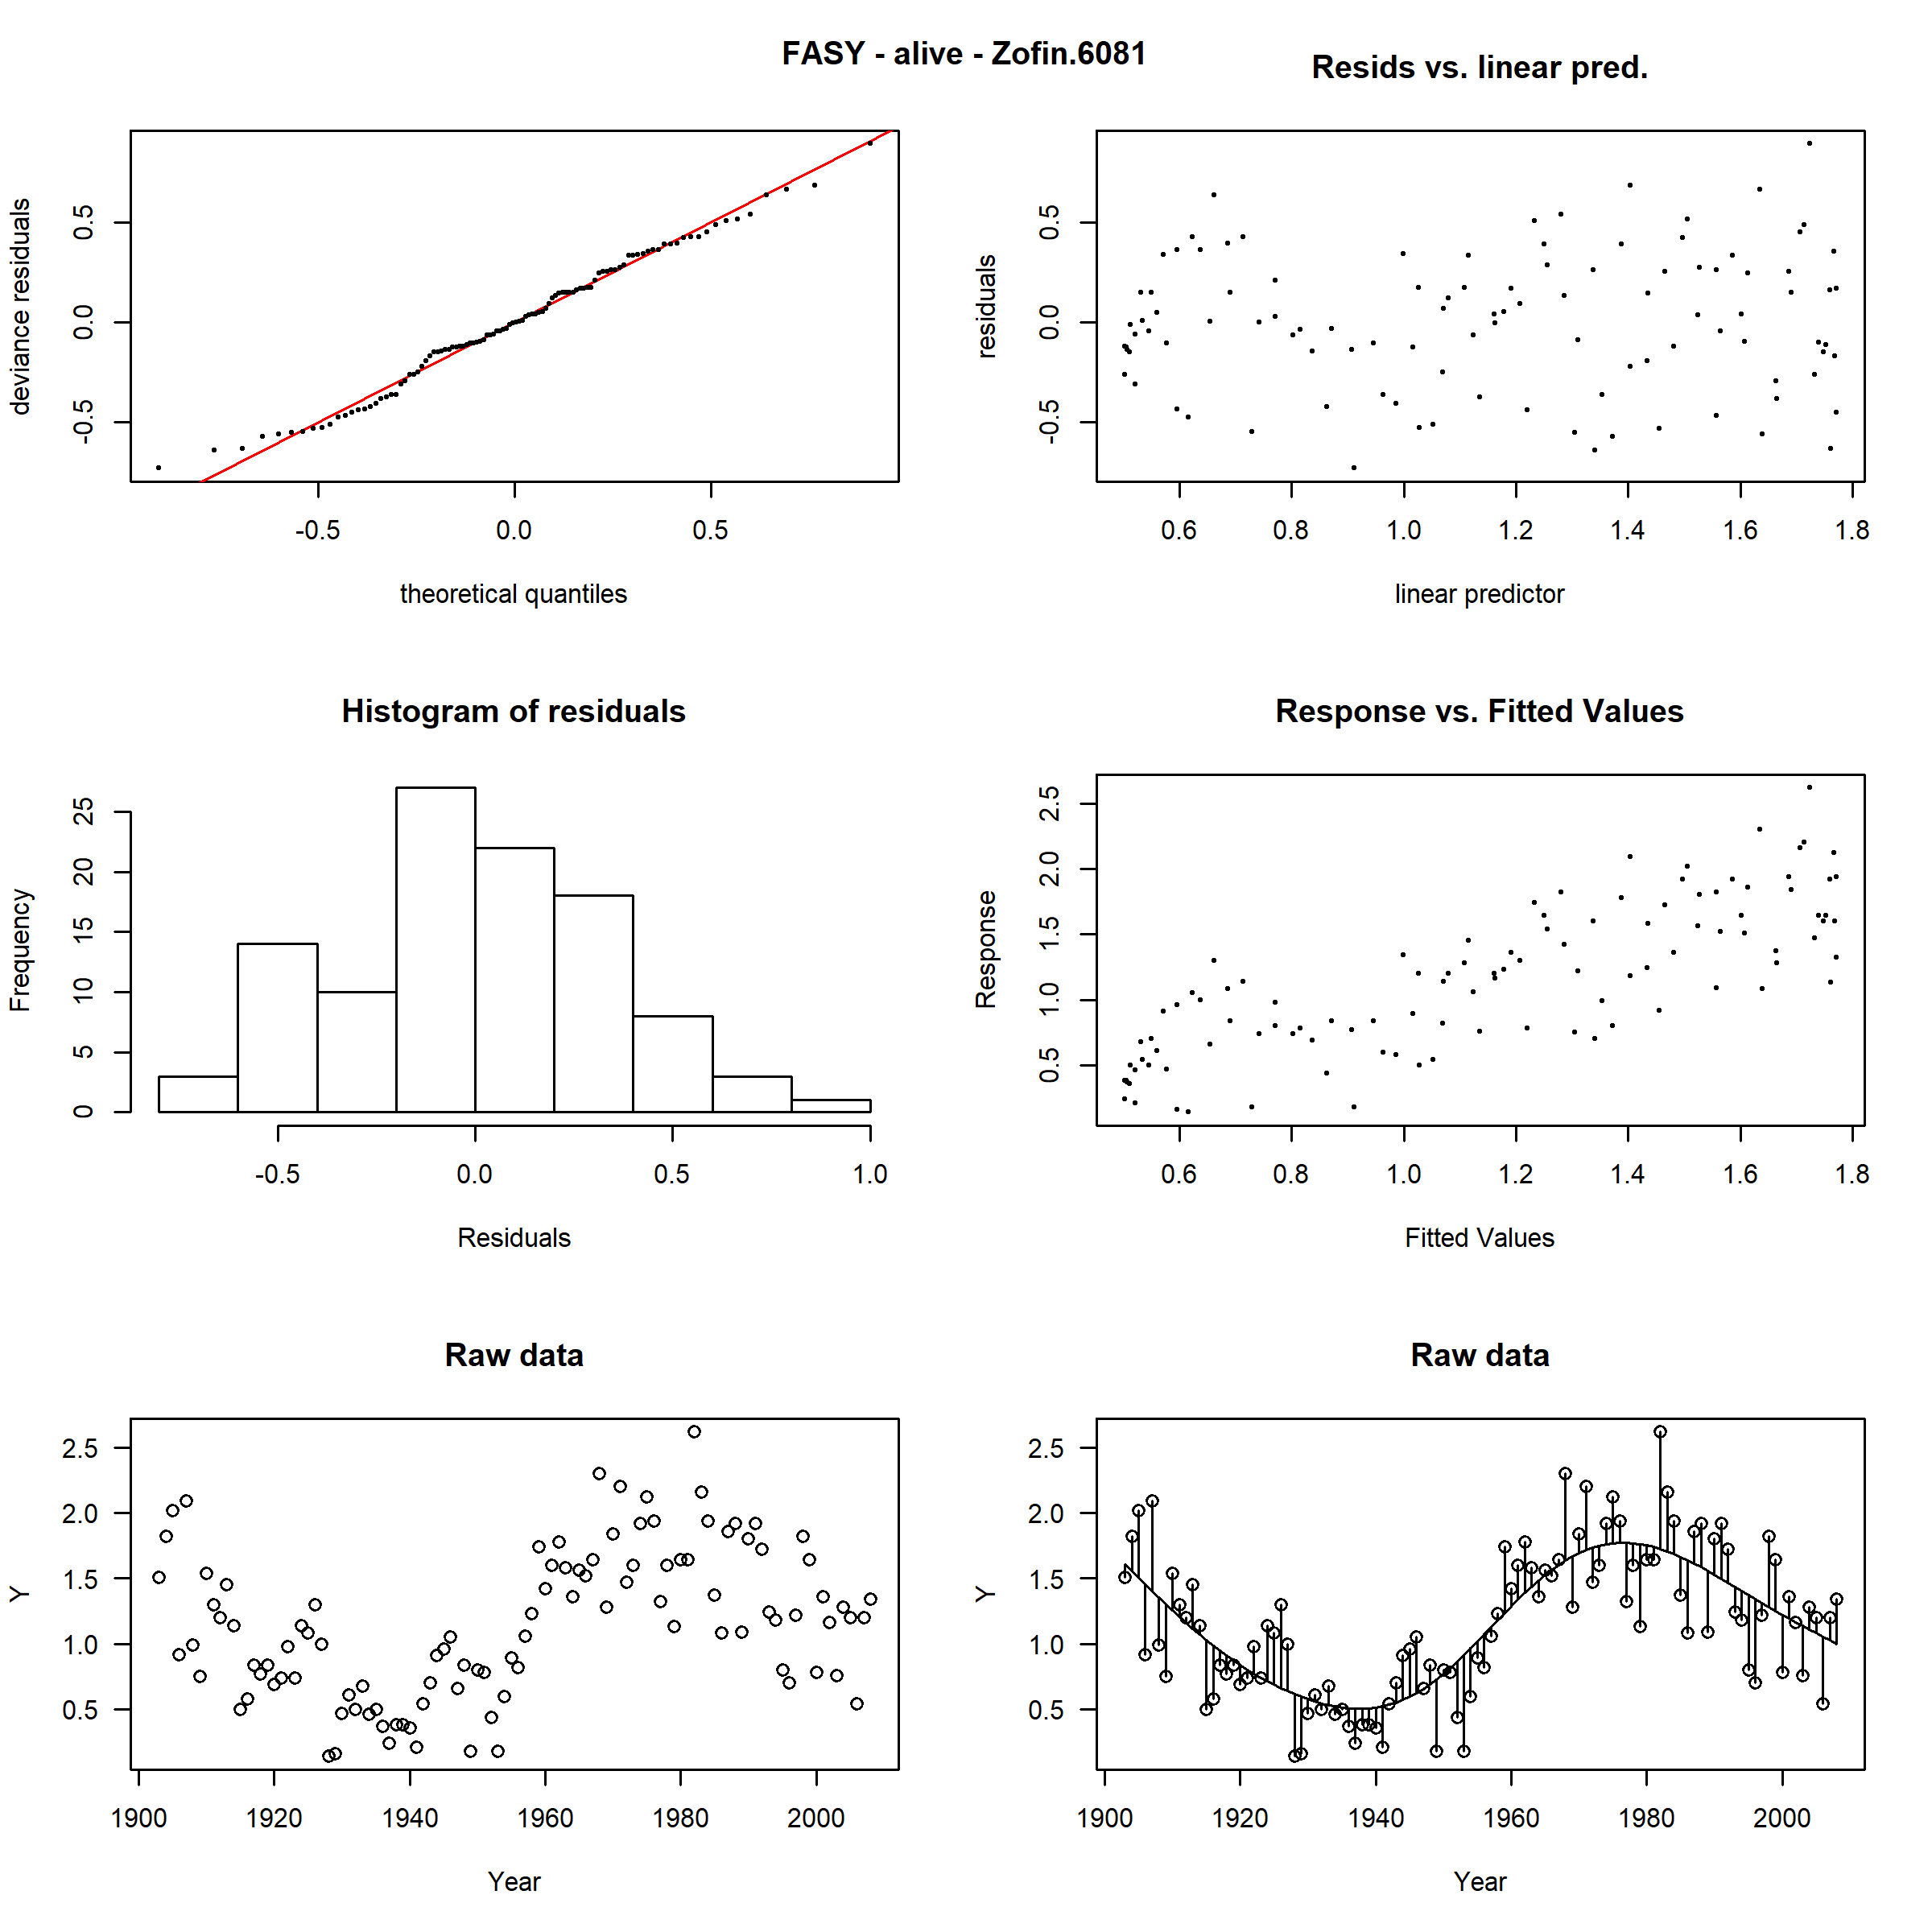 FASY - alive - Zofin.6081
Resids vs. linear pred.
deviance residuals
-0.5 0.0 0.5
-0.5 0.0 0.5
theoretical quantiles
residuals
-0.5 0.0 0.5
0.6 0.8 1.0 1.2 1.4 1.6 1.8
linear predictor
Histogram of residuals
Frequency
0 5 10 15 20 25
-0.5 0.0 0.5 1.0
Residuals
Response vs. Fitted Values
Response
0.5 1.0 1.5 2.0 2.5
0.6 0.8 1.0 1.2 1.4 1.6 1.8
Fitted Values
Raw data
Y
2.5
2.0
1.5
1.0
0.5
1900 1920 1940 1960 1980 2000
Year
Raw data
Y
2.5
2.0
1.5
1.0
0.5
1900 1920 1940 1960 1980 2000
Year